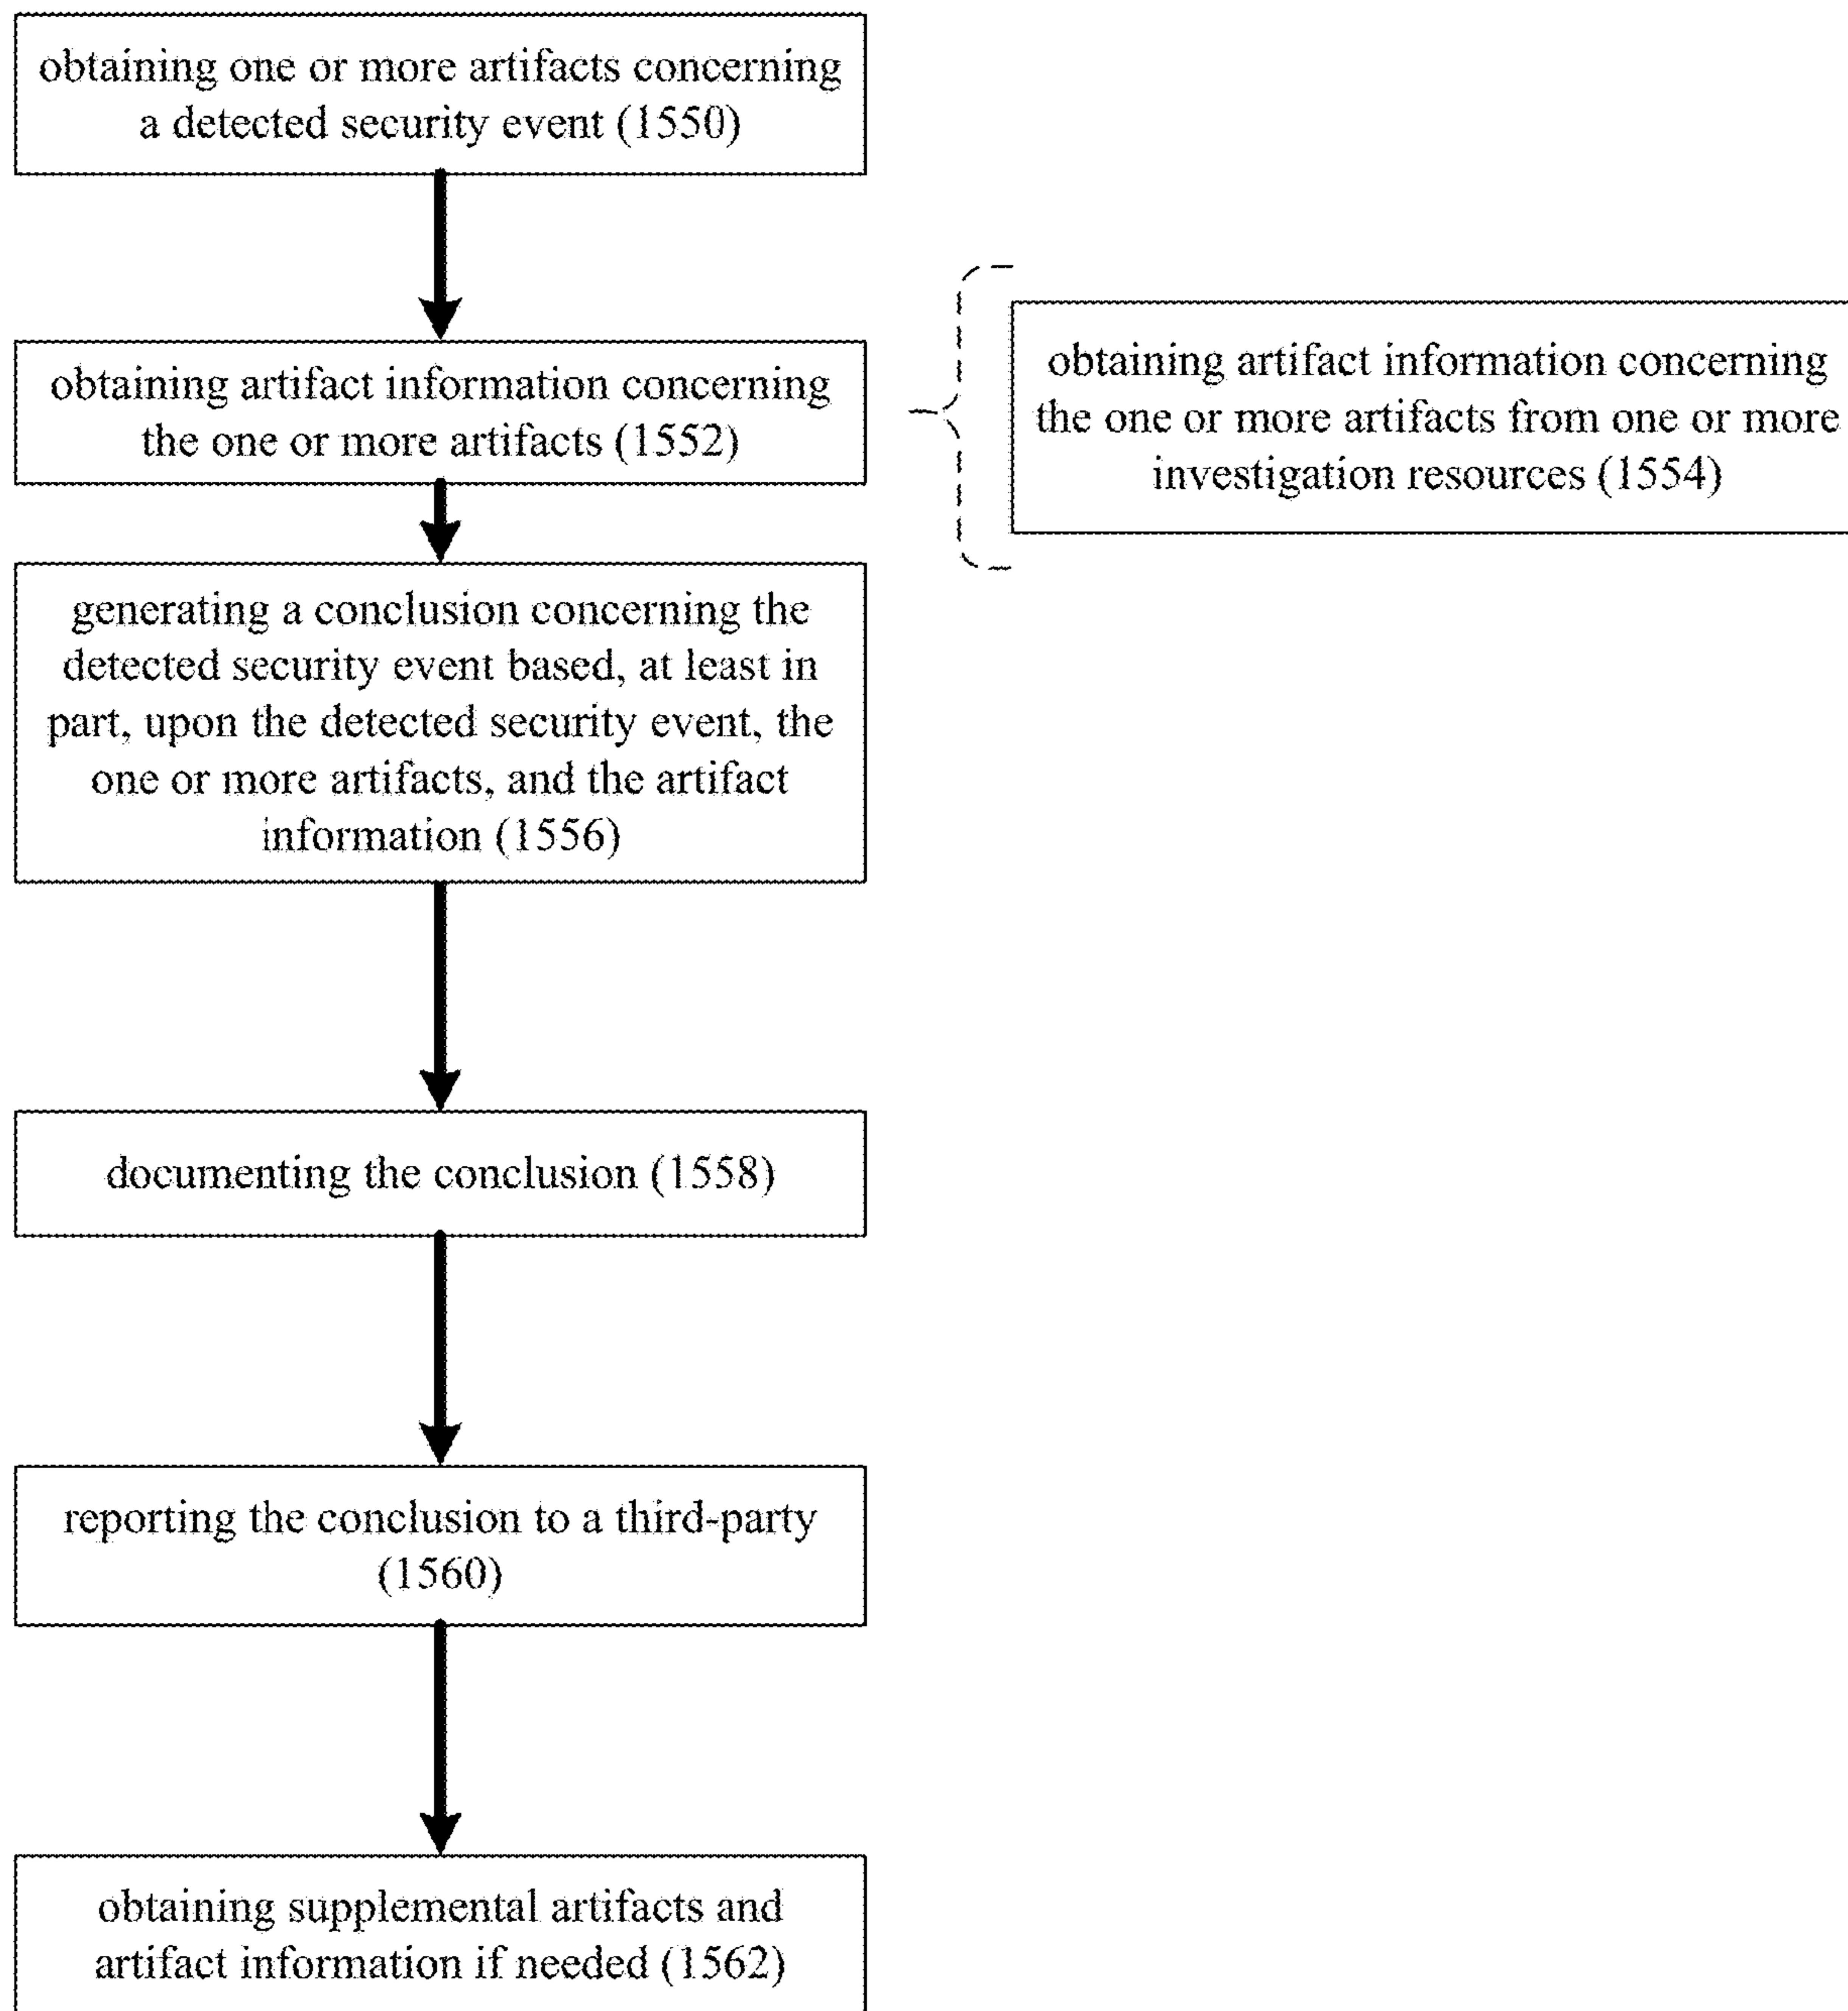 obtaining one or more artifacts concerning
a detected security event (1550)
obtaining artifact information concerning
the one or more artifacts (1552)
obtaining artifact information concerning
the one or more artifacts from one or more
investigation resources (1554)
generating a conclusion concerning the
detected security event based, at least in
part, upon the detected security event, the
one or more artifacts, and the artifact
information (1556)
documenting the conclusion (1558)
reporting the conclusion to a third-party
(1560)
obtaining supplemental artifacts and
artifact information if needed (1562)